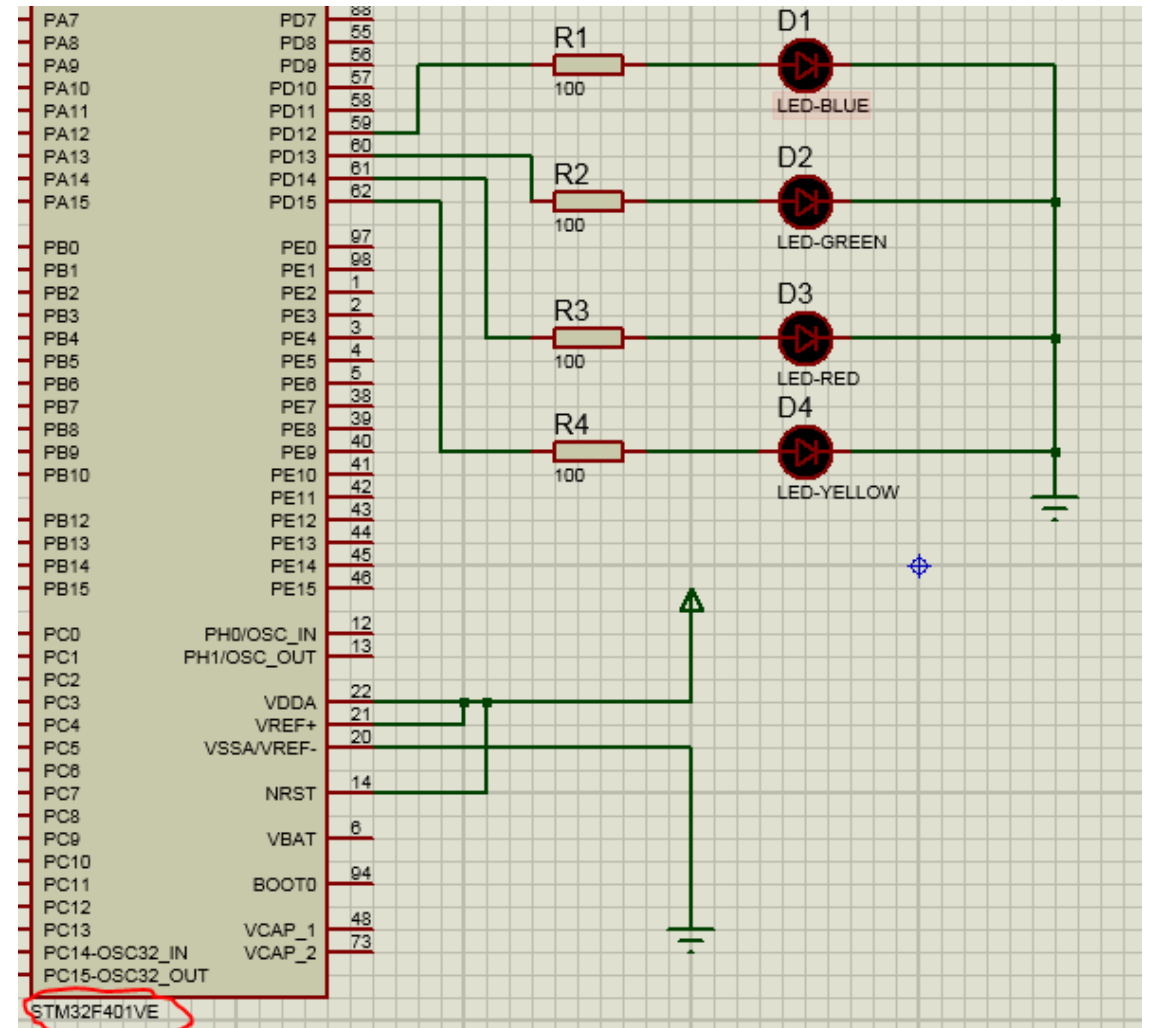 PA7 PD7 88
PA8 PD8 55
PA9 PD9 56
PA10 PD10 57
PA11 PD11 58
PA12 PD12 59
PA13 PD13 60
PA14 PD14 61
PA15 PD15 62
PB0 PE0 97
PB1 PE1 98
PB2 PE2 1
PB3 PE3 2
PB4 PE4 3
PB5 PE5 4
PB6 PE6 5
PB7 PE7 38
PB8 PE8 39
PB9 PE9 40
PB10 PE10 41
PE11 42
PB12 PE12 43
PB13 PE13 44
PB14 PE14 45
PB15 PE15 46
PC0 PH0/OSC_IN 12
PC1 PH1/OSC_OUT 13
PC2
PC3 VDDA 22
PC4 VREF+ 21
PC5 VSSA/VREF- 20
PC6
PC7 NRST 14
PC8
PC9 VBAT 6
PC10
PC11 BOOT0 94
PC12
PC13 VCAP_1 48
PC14-OSC32_IN VCAP_2 73
PC15-OSC32_OUT
STM32F401VE
R1
100
D1
LED-BLUE
R2
100
D2
LED-GREEN
R3
100
D3
LED-RED
R4
100
D4
LED-YELLOW